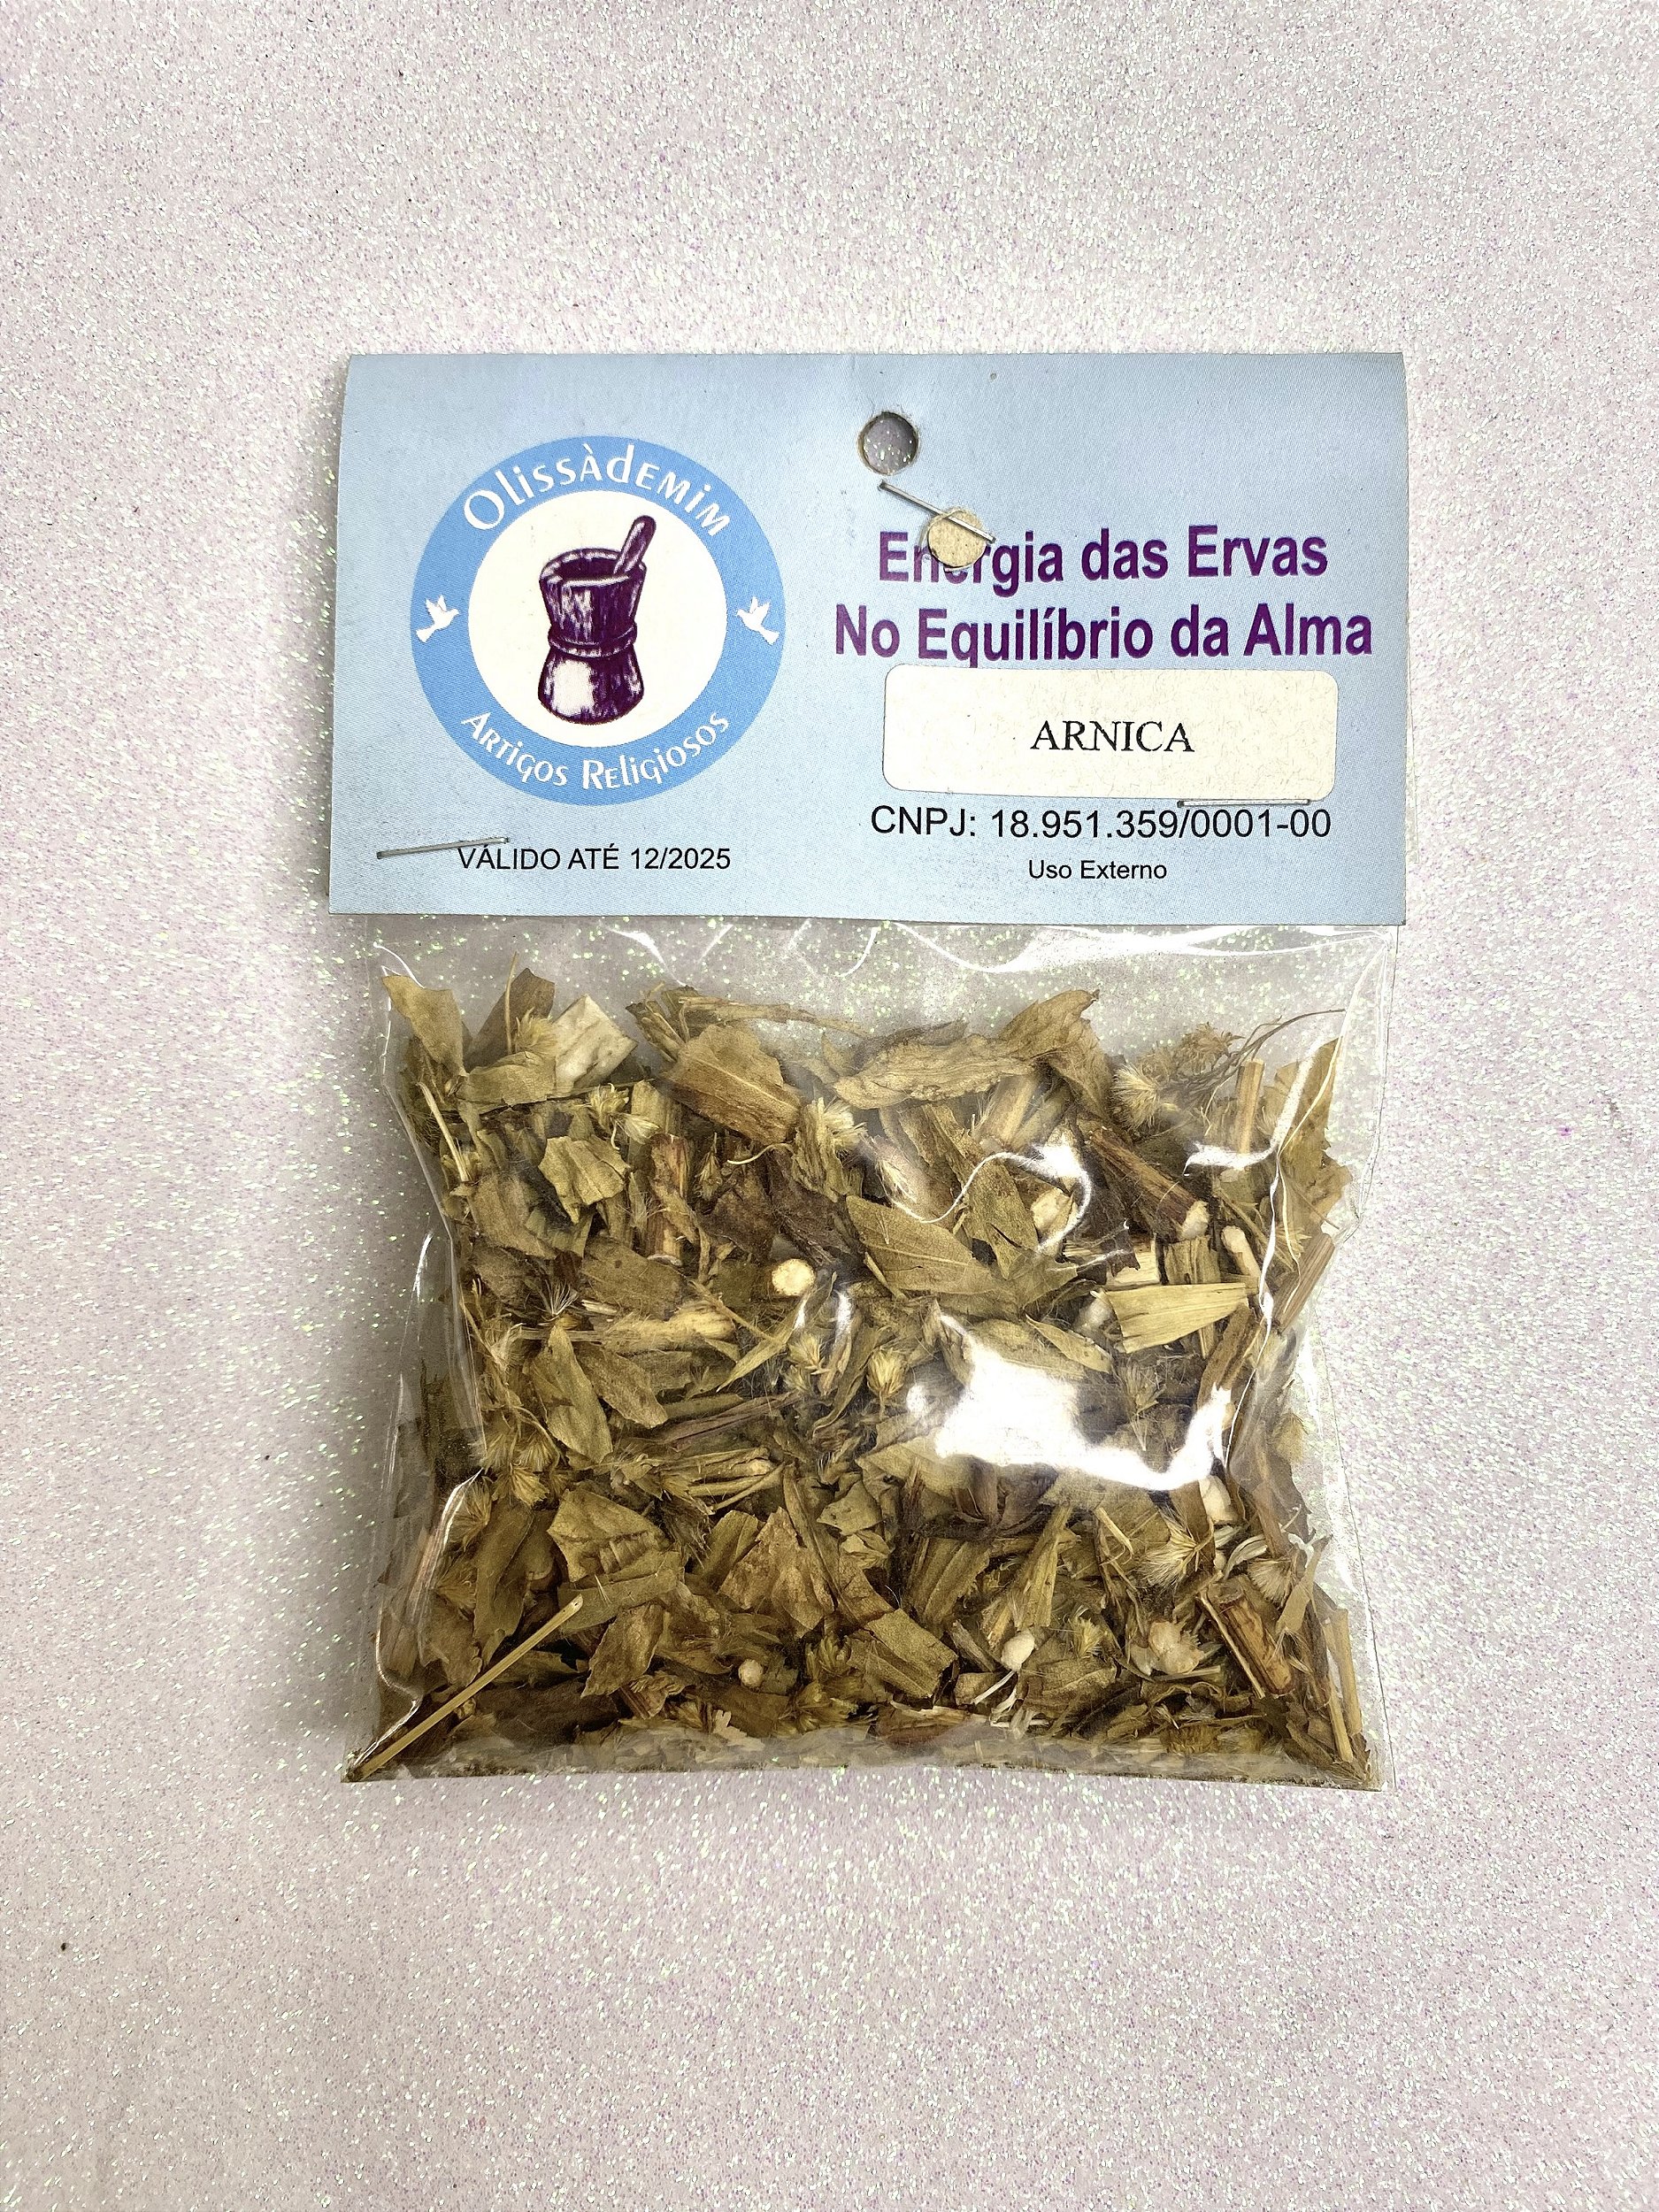 OlissàdEMiM
ARTiGOS RELiGiOSOS
VÁLIDO ATÉ 12/2025
Energia das Ervas
No Equilíbrio da Alma
ARNICA
CNPJ: 18.951.359/0001-00
Uso Externo